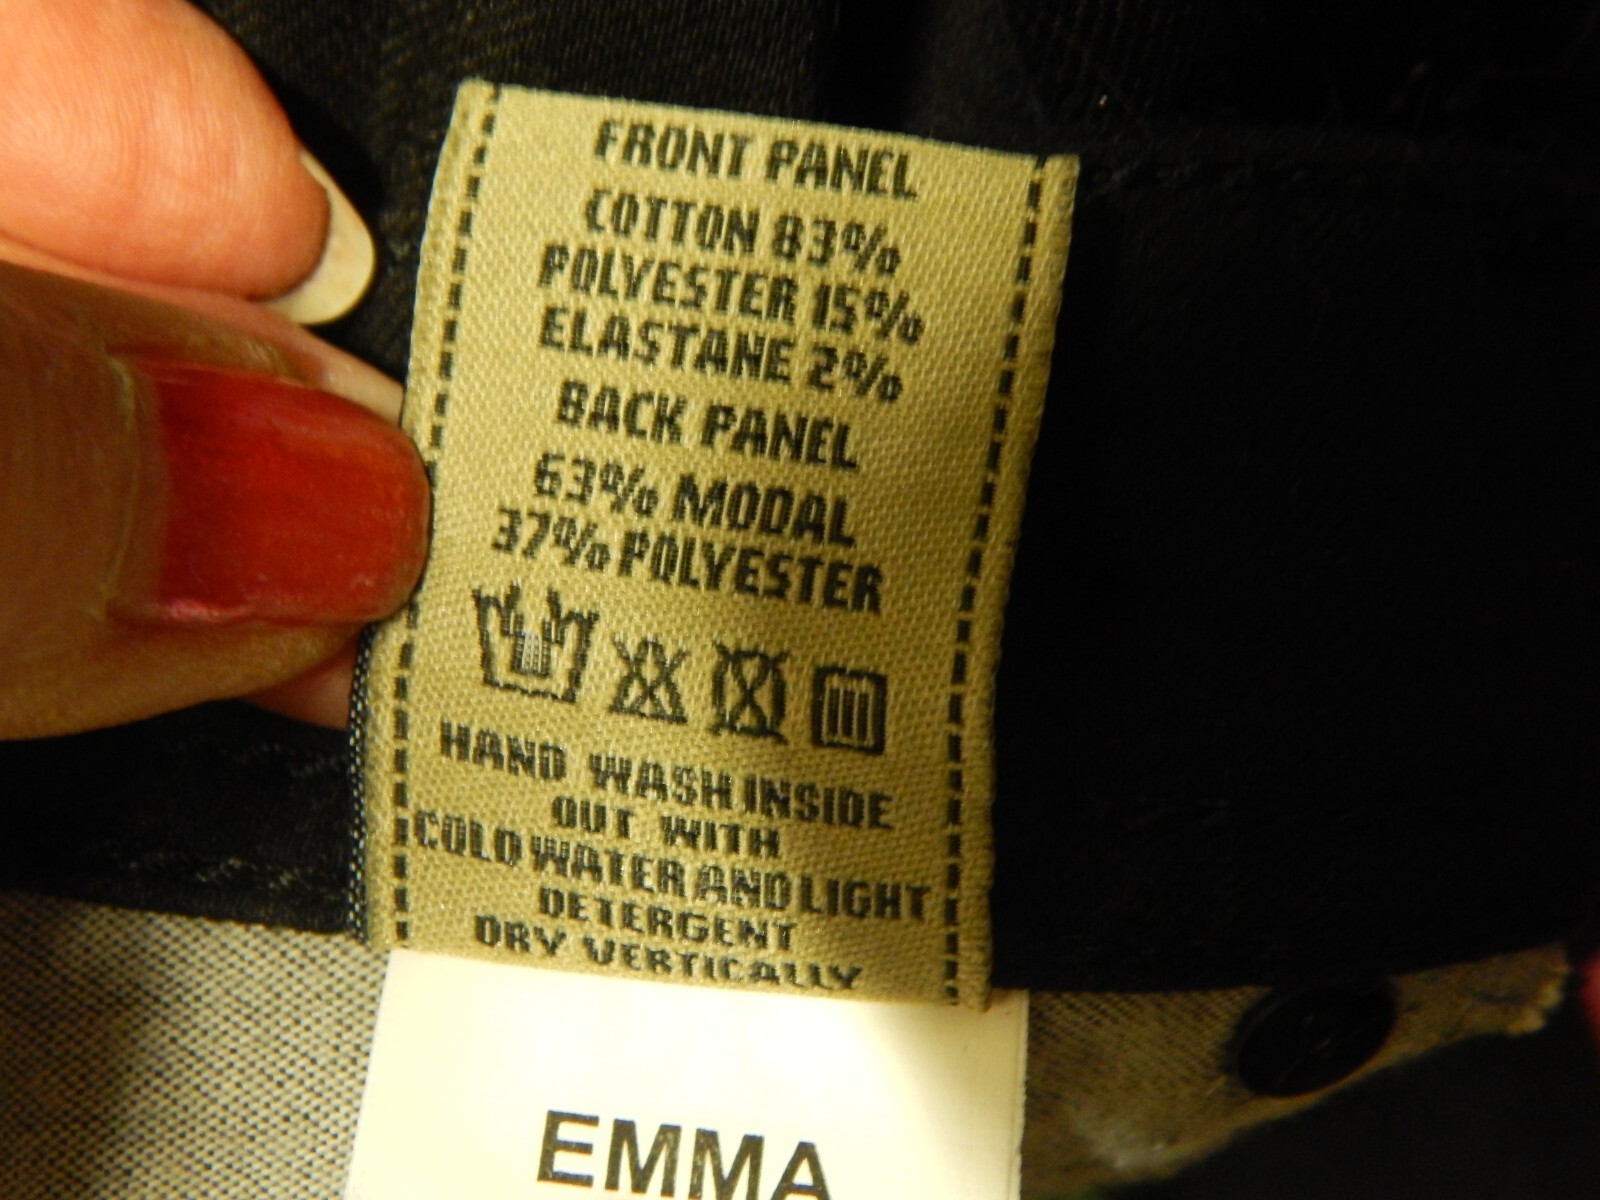 FRONT PANEL
COTTON 83%
POLYESTER 15%
ELASTANE 2%
BACK PANEL
63% MODAL
37% POLYESTER
HAND WASH INSIDE
OUT WITH
COLD WATER AND LIGHT
DETERGENT
DRY VERTICALLY
EMMA